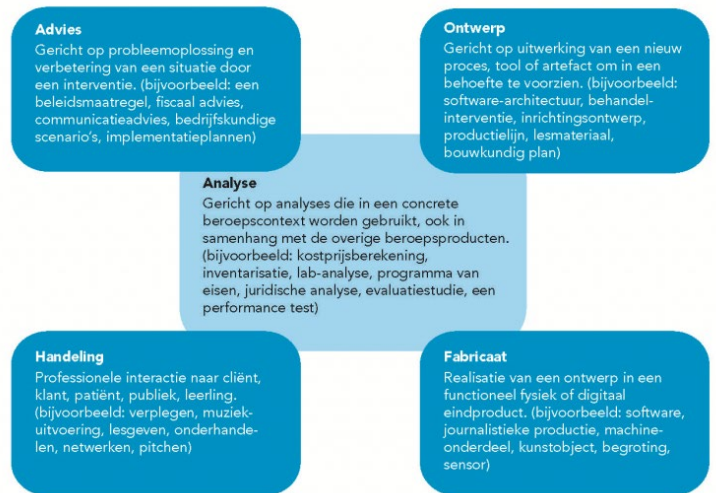 Advies
Gericht op probleemoplossing en
verbetering van een situatie door
een interventie. (bijvoorbeeld: een
beleidsmaatregel, fiscaal advies,
communicatieadvies, bedrijfskundige
scenario's, implementatieplannen)
Ontwerp
Gericht op uitwerking van een nieuw
proces, tool of artefact om in een
behoefte te voorzien. (bijvoorbeeld:
software-architectuur, behandel-
interventie, inrichtingsontwerp,
productielijn, lesmateriaal,
bouwkundig plan)
Analyse
Gericht op analyses die in een concrete
beroepscontext worden gebruikt, ook in
samenhang met de overige beroepsproducten.
(bijvoorbeeld: kostprijsberekening,
inventarisatie, lab-analyse, programma van
eisen, juridische analyse, evaluatiestudie, een
performance test)
Handeling
Professionele interactie naar cliënt,
klant, patiënt, publiek, leerling.
(bijvoorbeeld: verplegen, muziek-
uitvoering, lesgeven, onderhande-
len, netwerken, pitchen)
Fabricaat
Realisatie van een ontwerp in een
functioneel fysiek of digitaal
eindproduct. (bijvoorbeeld: software,
journalistieke productie, machine-
onderdeel, kunstobject, begroting,
sensor)